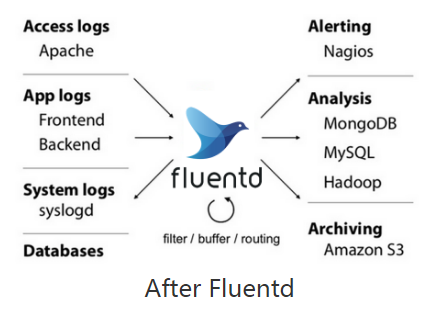 Access logs
Apache
App logs
Frontend
Backend
System logs
syslogd
Databases
fluentd
filter / buffer / routing
Alerting
Nagios
Analysis
MongoDB
MySQL
Hadoop
Archiving
Amazon S3
After Fluentd